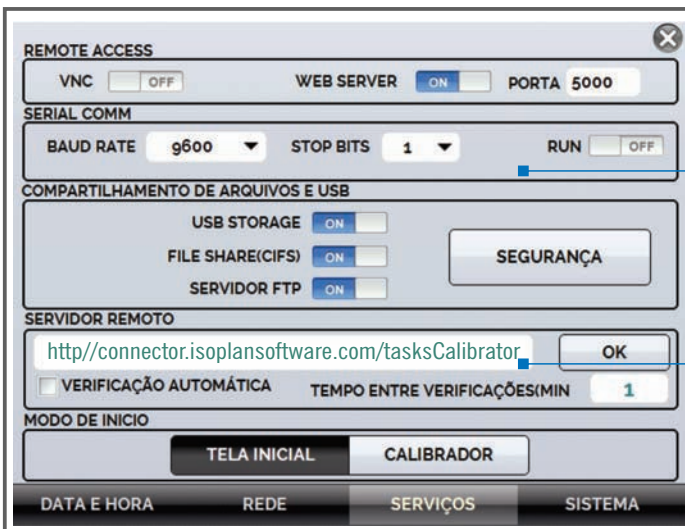 REMOTE ACCESS
VNC OFF WEB SERVER ON PORTA 5000
SERIAL COMM
BAUD RATE 9600 STOP BITS 1 RUN OFF
COMPARTILHAMENTO DE ARQUIVOS E USB
USB STORAGE ON
FILE SHARE(CIFS) ON
SERVIDOR FTP ON
SEGURANÇA
SERVIDOR REMOTO
http//connector.isoplansoftware.com/tasksCalibrator OK
VERIFICAÇÃO AUTOMÁTICA TEMPO ENTRE VERIFICAÇÕES(MIN 1
MODO DE INICIO
TELA INICIAL CALIBRADOR
DATA E HORA REDE SERVIÇOS SISTEMA